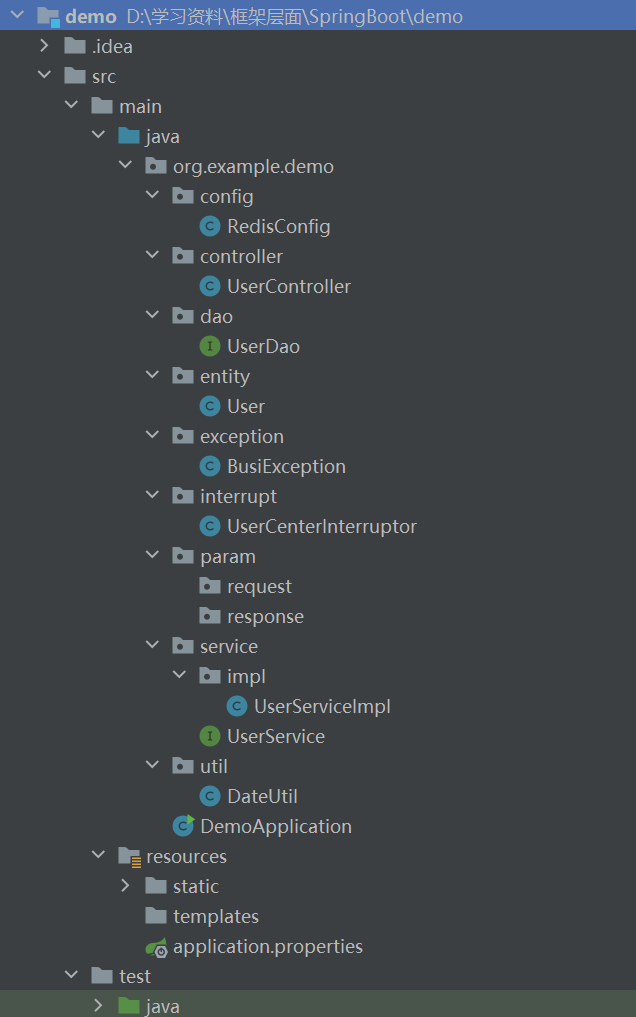 demo D:\学习资料\框架层面\SpringBoot\demo
.idea
src
main
java
org.example.demo
config
RedisConfig
controller
UserController
dao
UserDao
entity
User
exception
BusiException
interrupt
UserCenterInterruptor
param
request
response
service
impl
UserServiceImpl
UserService
util
DateUtil
DemoApplication
resources
static
templates
application.properties
test
java